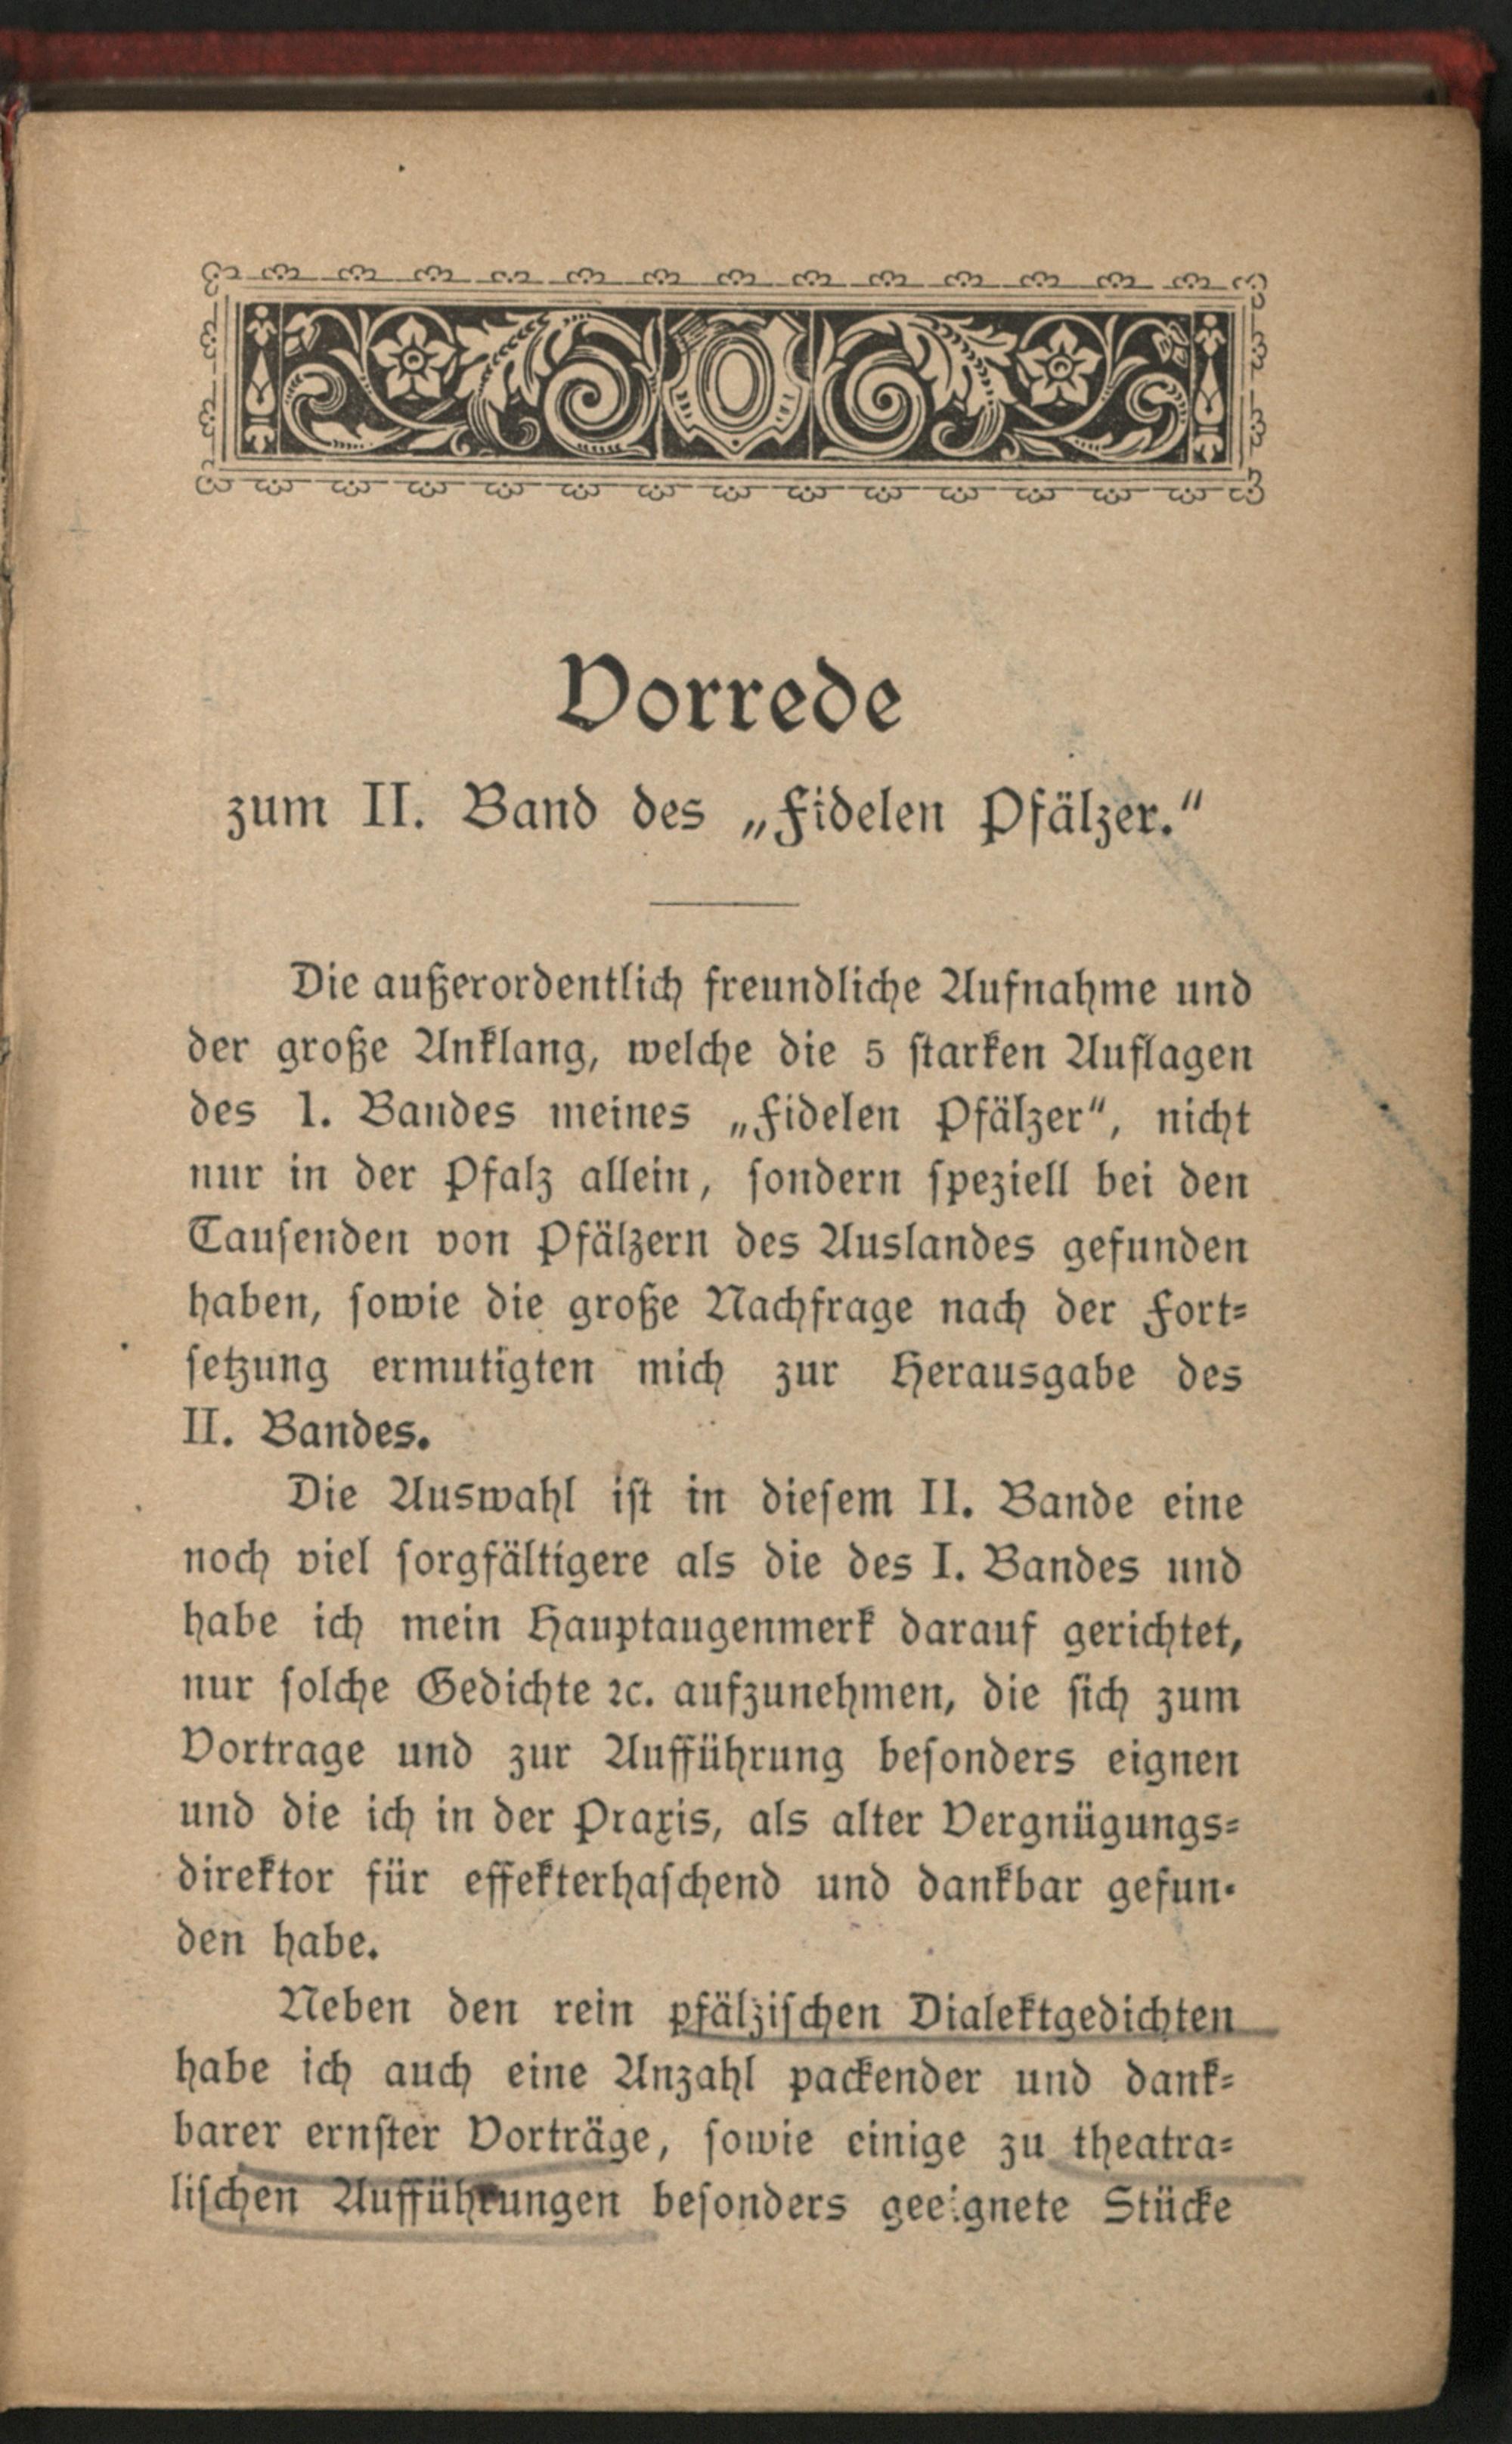 Vorrede
zum II. Band des „Fidelen Pfälzer.“
Die außerordentlich freundliche Aufnahme und
der große Anklang, welche die 5 starken Auflagen
des 1. Bandes meines „Fidelen Pfälzer“, nicht
nur in der Pfalz allein, sondern speziell bei den
Tausenden von Pfälzern des Auslandes gefunden
haben, sowie die große Nachfrage nach der Fort-
setzung ermutigten mich zur Herausgabe des
II. Bandes.
Die Auswahl ist in diesem II. Bande eine
noch viel sorgfältigere als die des I. Bandes und
habe ich mein Hauptaugenmerk darauf gerichtet,
nur solche Gedichte ꝛc. aufzunehmen, die sich zum
Vortrage und zur Aufführung besonders eignen
und die ich in der Praxis, als alter Vergnügungs-
direktor für effekterhaschend und dankbar gefun-
den habe.
Neben den rein pfälzischen Dialektgedichten
habe ich auch eine Anzahl packender und dank-
barer ernster Vorträge, sowie einige zu theatra-
lischen Aufführungen besonders geeignete Stücke